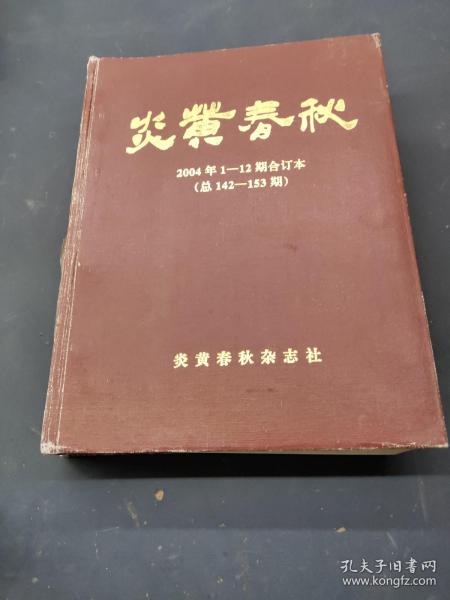 炎黄春秋
2004年1—12期合订本
(总142—153期)
炎黄春秋杂志社
孔夫子旧书网
www.kongfz.com